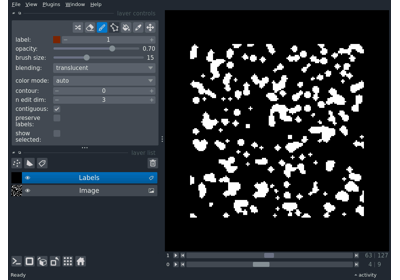 File View Plugins Window Help
layer controls
label: 1
opacity: 0.70
brush size: 15
blending: translucent
color mode: auto
contour: 0
n edit dim: 3
contiguous:
preserve
labels:
show
selected:
layer list
Labels
Image
1 63 127
0 4 9
Ready
activity